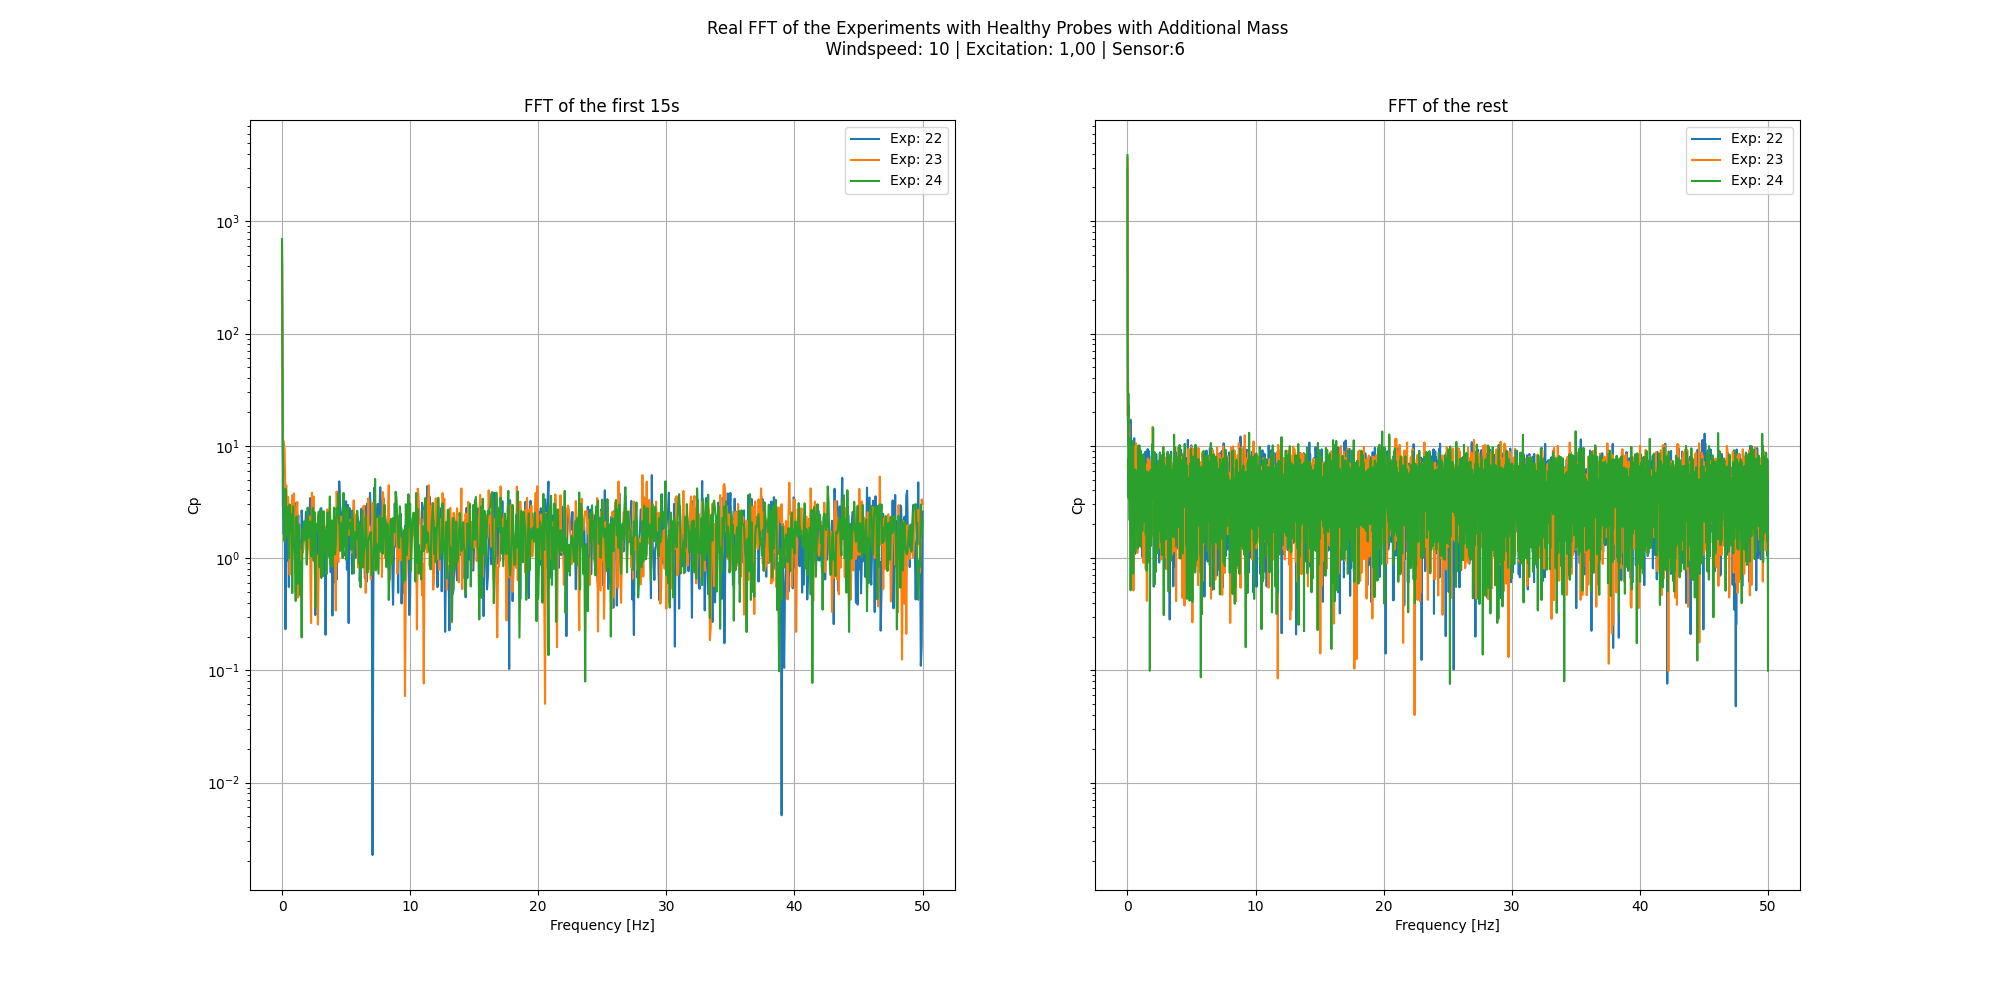 Real FFT of the Experiments with Healthy Probes with Additional Mass
Windspeed: 10 | Excitation: 1,00 | Sensor:6
FFT of the first 15s
Exp: 22
Exp: 23
Exp: 24
10³
10²
10¹
10⁰
10⁻¹
10⁻²
Cp
0 10 20 30 40 50
Frequency [Hz]
FFT of the rest
Exp: 22
Exp: 23
Exp: 24
Cp
0 10 20 30 40 50
Frequency [Hz]